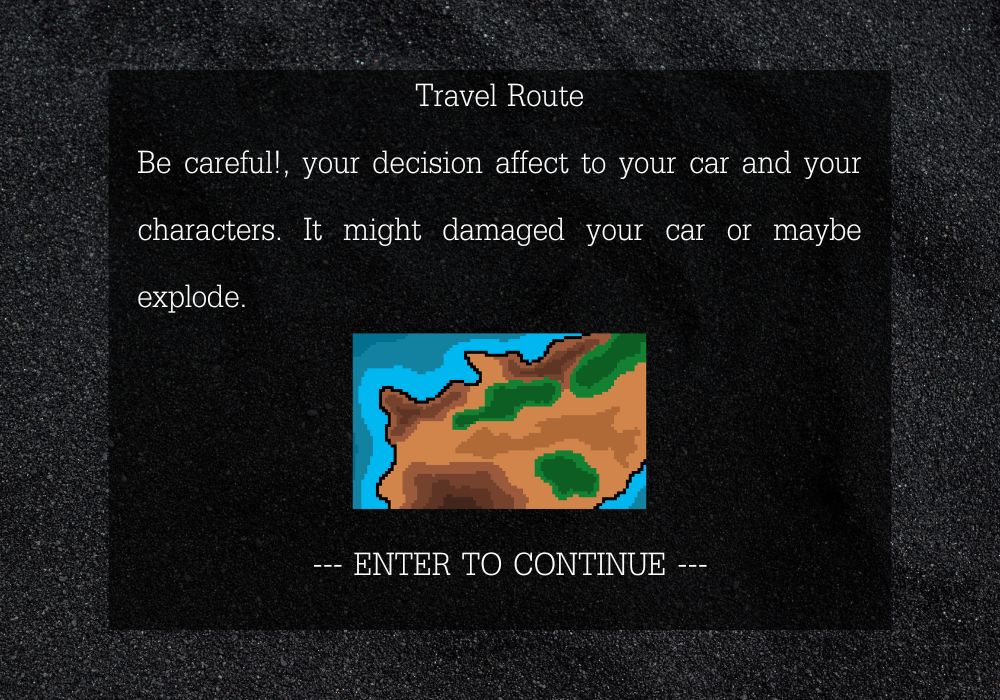 Travel Route
Be careful!, your decision affect to your car and your
characters. It might damaged your car or maybe
explode.
--- ENTER TO CONTINUE ---